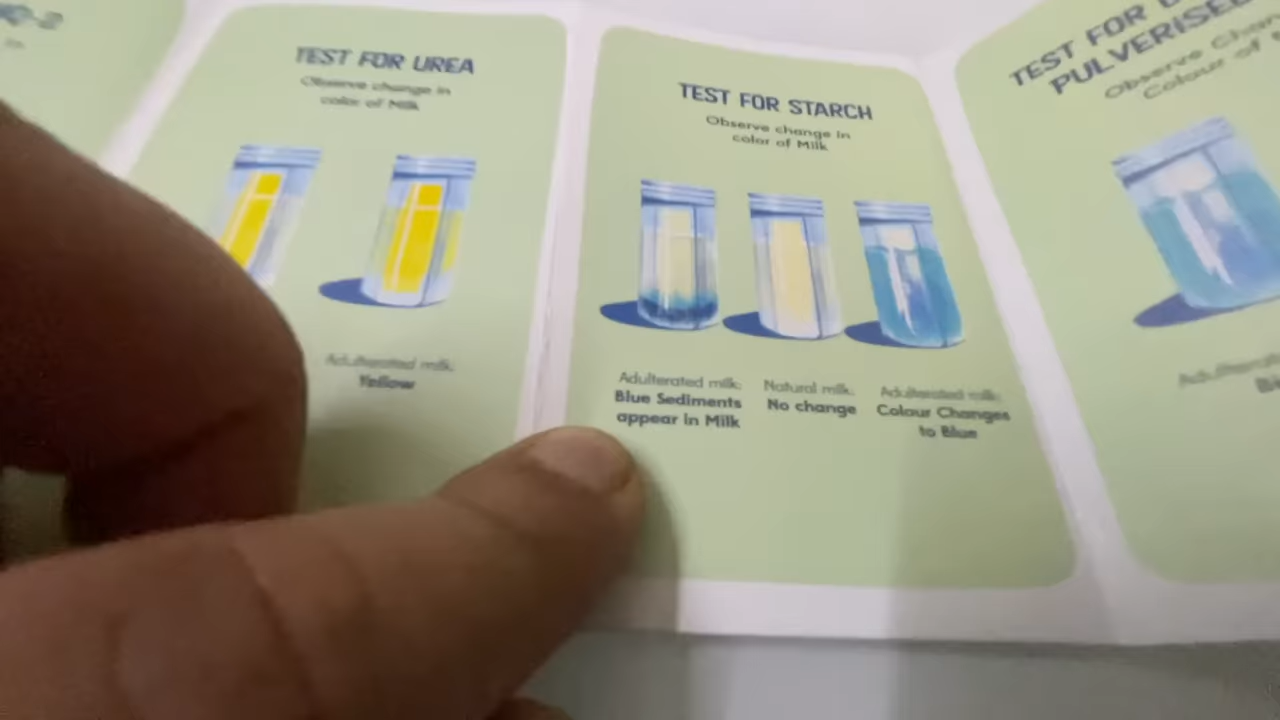 TEST FOR UREA
Observe change in
color of Milk
Adulterated milk:
Yellow
TEST FOR STARCH
Observe change in
color of Milk
Adulterated milk:
Blue Sediments
appear in Milk
Natural milk:
No change
Adulterated milk:
Colour Changes
to Blue
TEST FOR
PULVERISED
Observe Change
Colour of